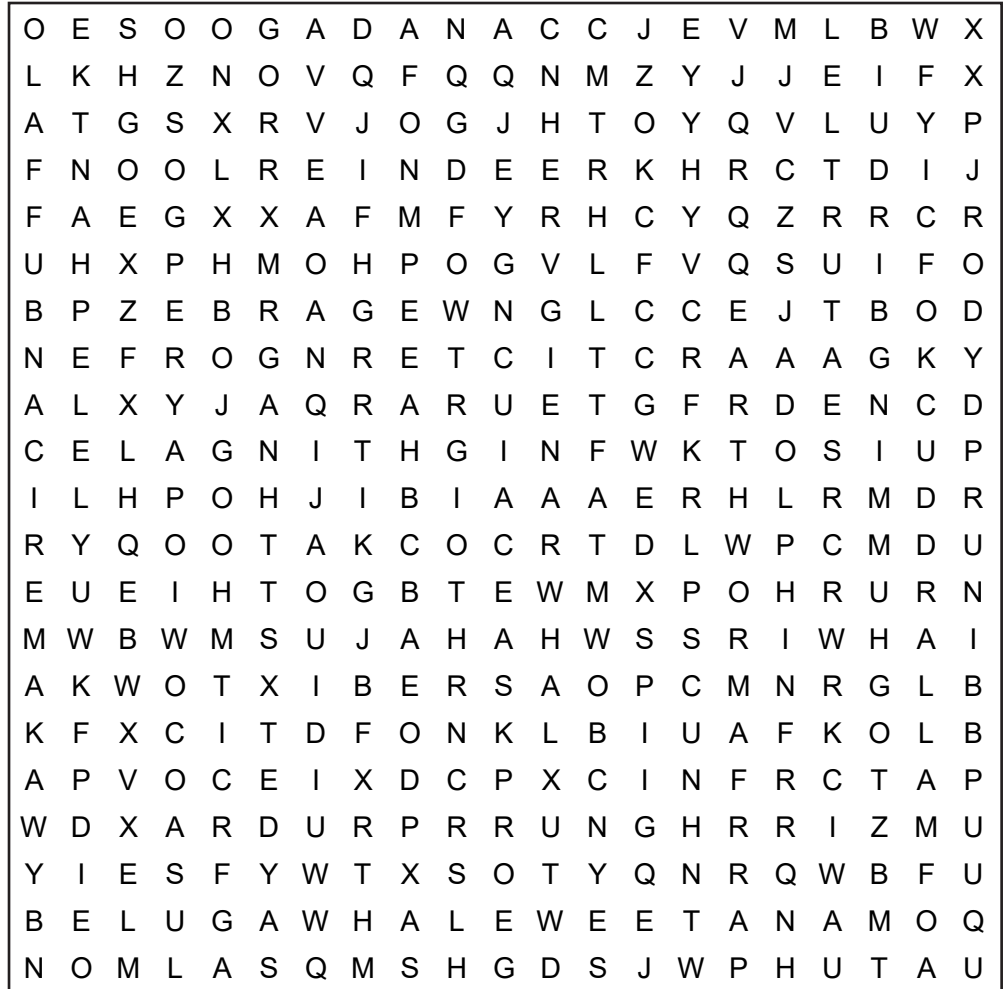 O E S O O G A D A N A C C J E V M L B W X
L K H Z N O V Q F Q Q N M Z Y J J E I F X
A T G S X R V J O G J H T O Y Q V L U Y P
F N O O L R E I N D E E R K H R C T D I J
F A E G X X A F M F Y R H C Y Q Z R R C R
U H X P H M O H P O G V L F V Q S U I F O
B P Z E B R A G E W N G L C C E J T B O D
N E F R O G N R E T C I T C R A A A G K Y
A L X Y J A Q R A R U E T G F R D E N C D
C E L A G N I T H G I N F W K T O S I U P
I L H P O H J I B I A A A E R H L R M D R
R Y Q O O T A K C O C R T D L W P C M D U
E U E I H T O G B T E W M X P O H R U R N
M W B W M S U J A H A H W S S R I W H A I
A K W O T X I B E R S A O P C M N R G L B
K F X C I T D F O N K L B I U A F K O L B
A P V O C E I X D C P X C I N F R C T A P
W D X A R D U R P R R U N G H R R I Z M U
Y I E S F Y W T X S O T Y Q N R Q W B F U
B E L U G A W H A L E W E E T A N A M O Q
N O M L A S Q M S H G D S J W P H U T A U